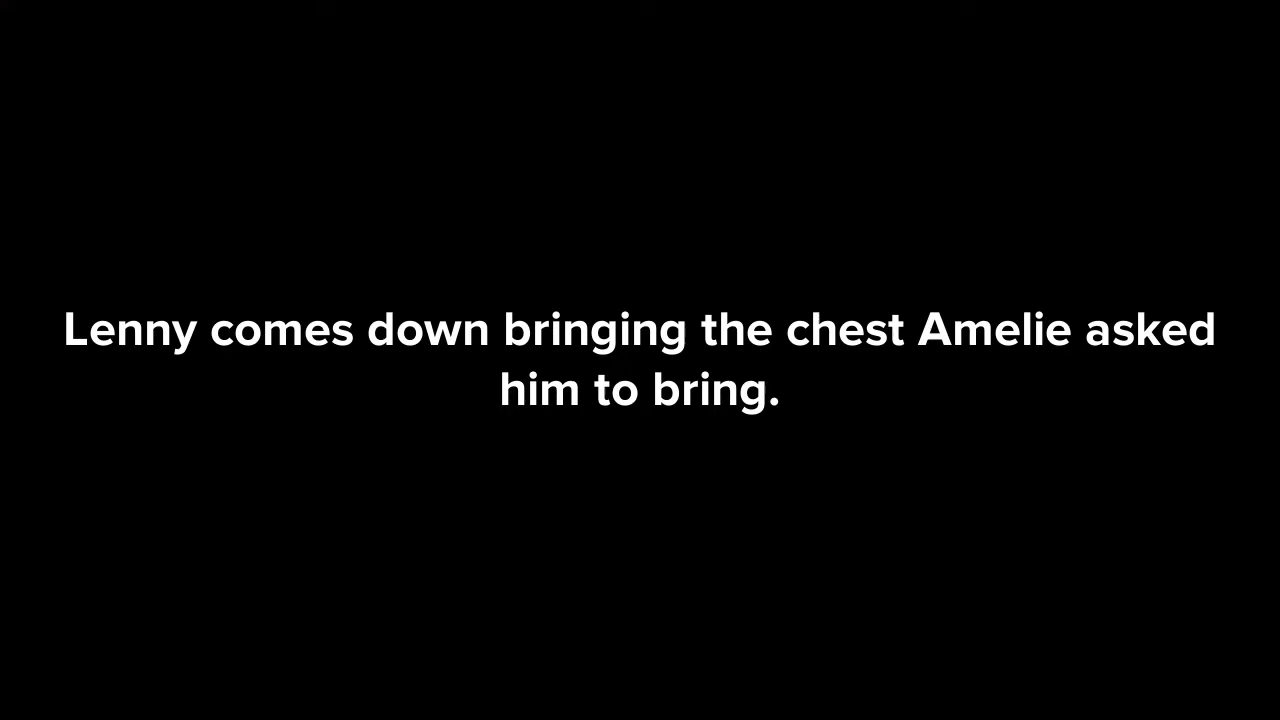 Lenny comes down bringing the chest Amelie asked
him to bring.